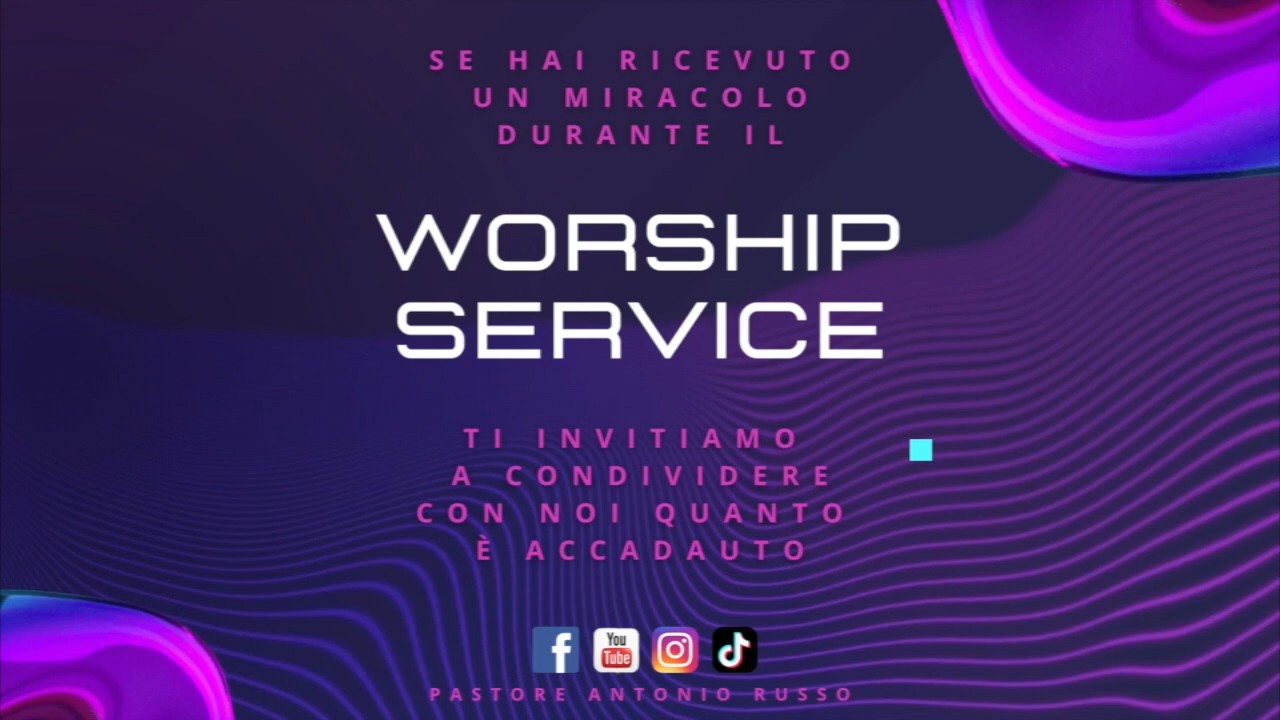 SE HAI RICEVUTO
UN MIRACOLO
DURANTE IL
WORSHIP
SERVICE
TI INVITIAMO
A CONDIVIDERE
CON NOI QUANTO
È ACCADAUTO
You
Tube
PASTORE ANTONIO RUSSO